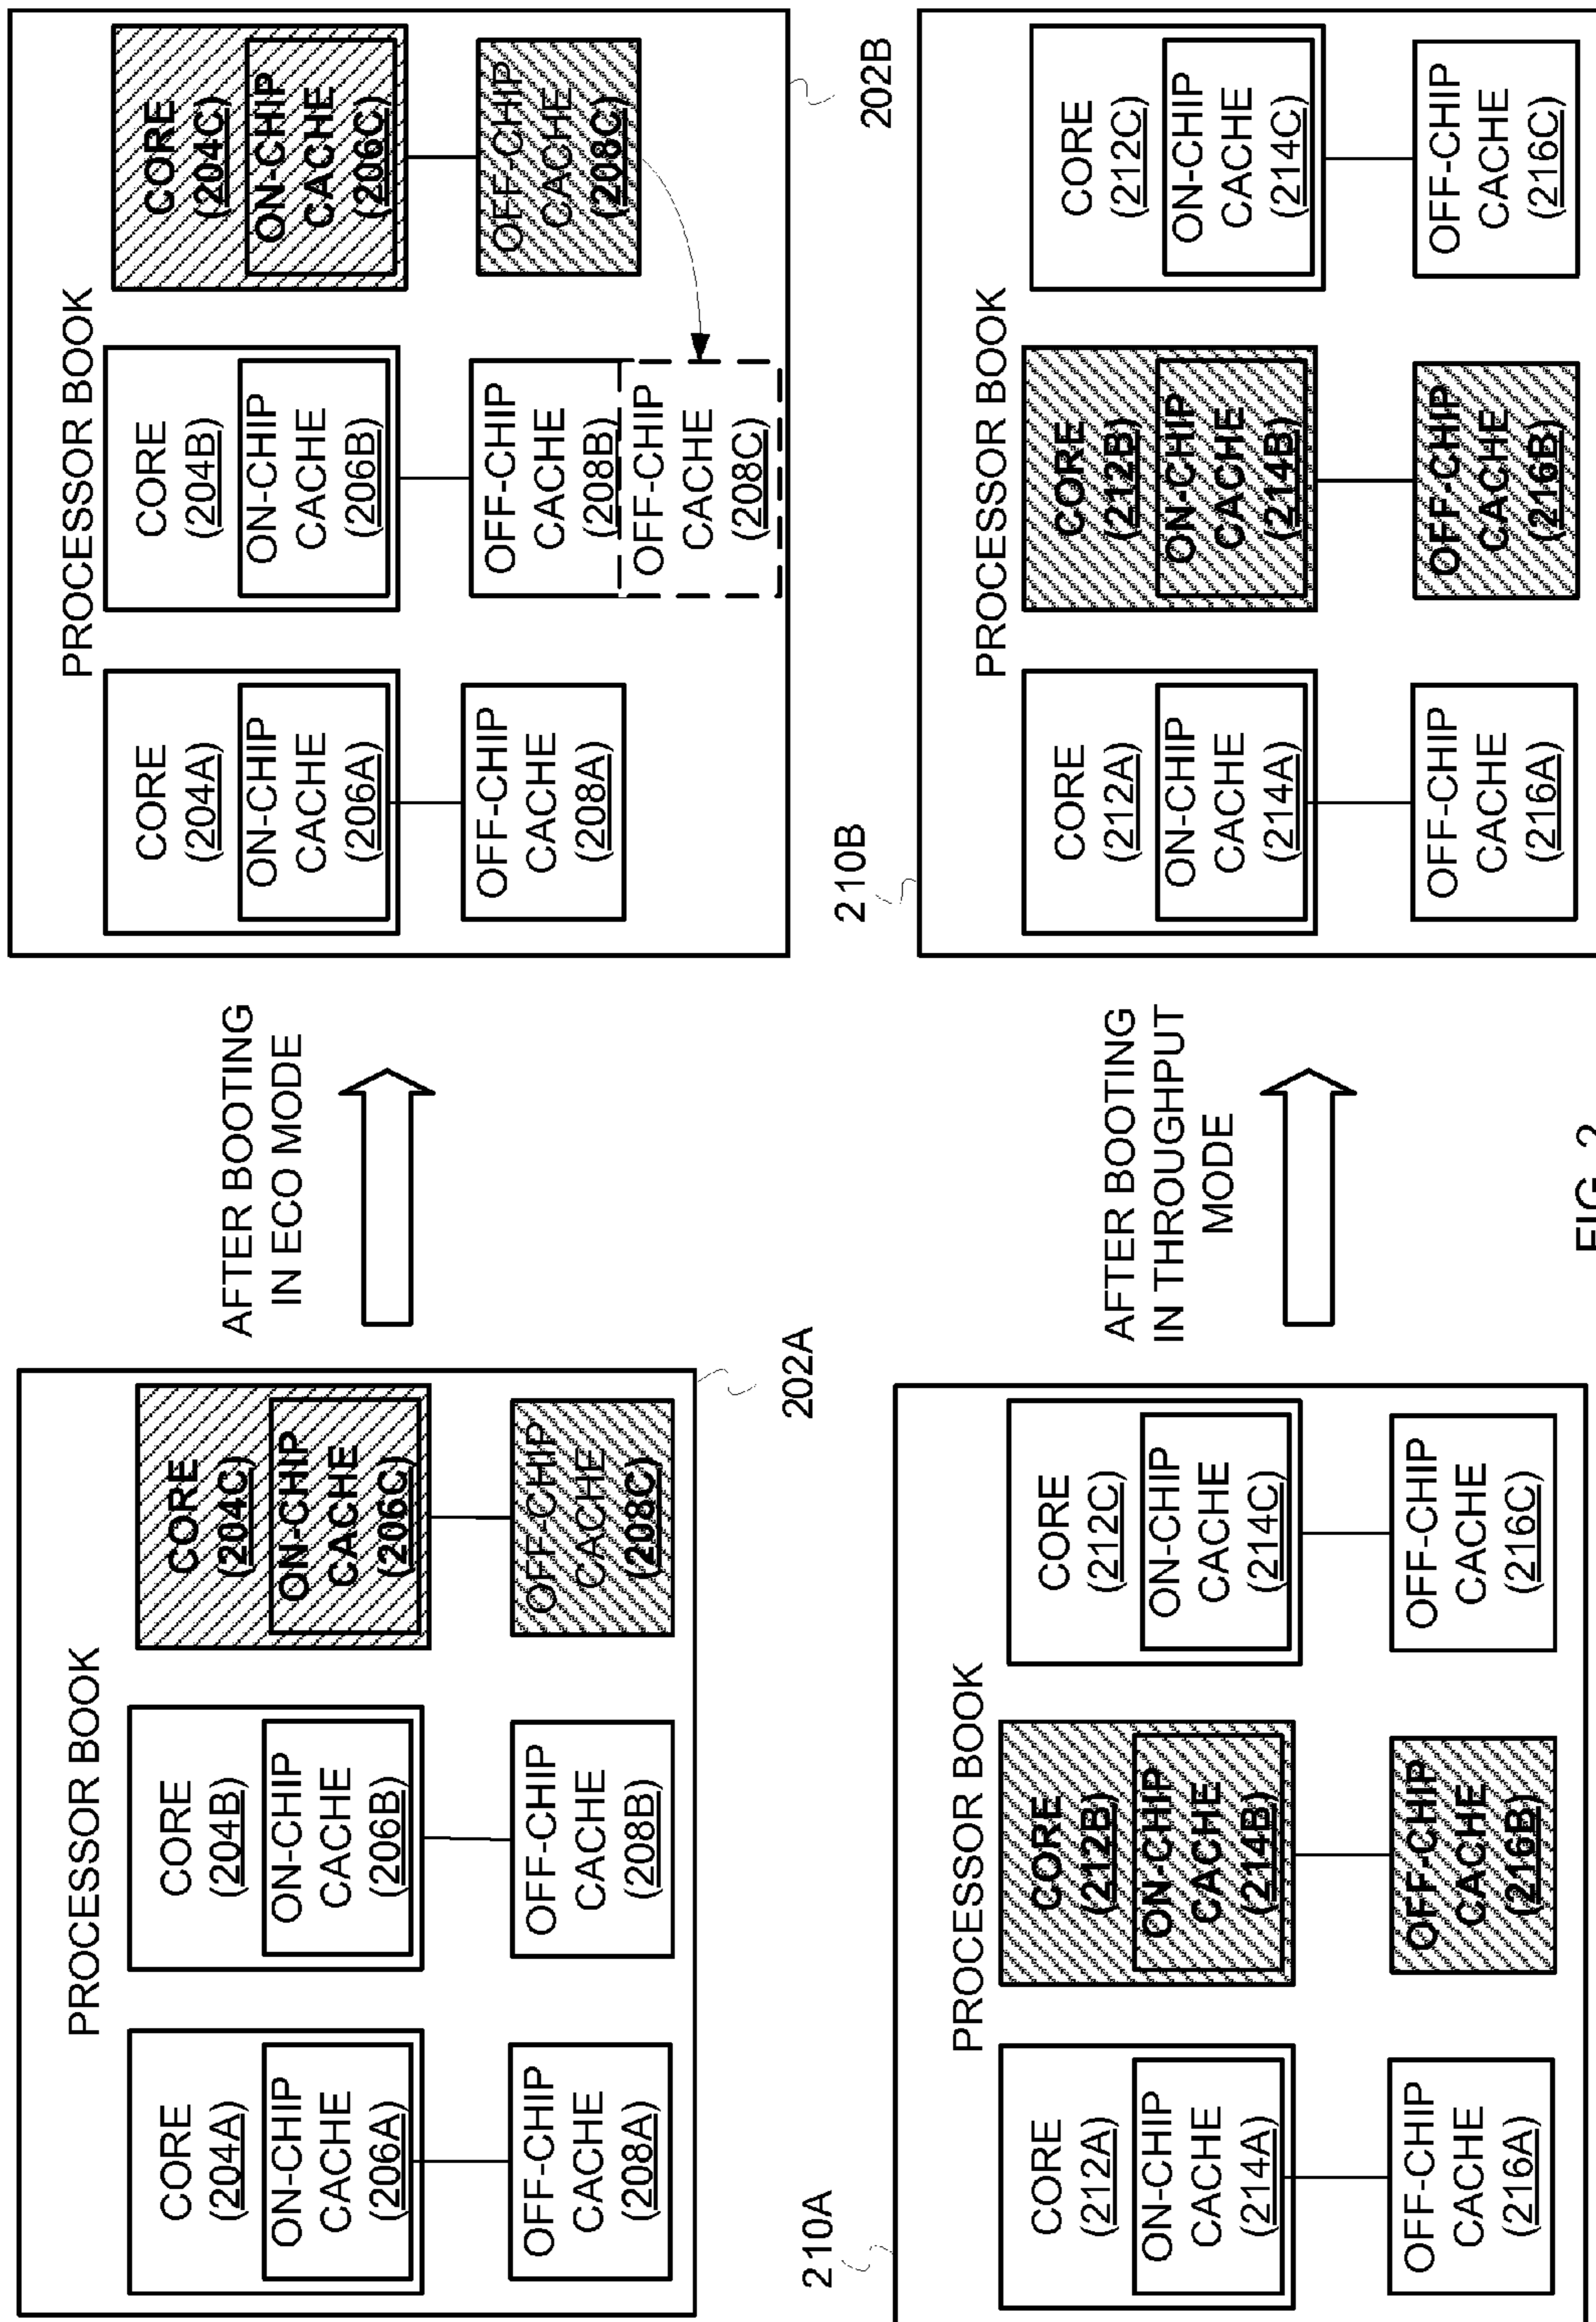 PROCESSOR BOOK
CORE
(204A)
ON-CHIP
CACHE
(206A)
OFF-CHIP
CACHE
(208A)
CORE
(204B)
ON-CHIP
CACHE
(206B)
OFF-CHIP
CACHE
(208B)
CORE
(204C)
ON-CHIP
CACHE
(206C)
OFF-CHIP
CACHE
(208C)
202A
AFTER BOOTING
IN ECO MODE
PROCESSOR BOOK
CORE
(204A)
ON-CHIP
CACHE
(206A)
OFF-CHIP
CACHE
(208A)
CORE
(204B)
ON-CHIP
CACHE
(206B)
OFF-CHIP
CACHE
(208B)
OFF-CHIP
CACHE
(208C)
CORE
(204C)
ON-CHIP
CACHE
(206C)
OFF-CHIP
CACHE
(208C)
202B
210A
PROCESSOR BOOK
CORE
(212A)
ON-CHIP
CACHE
(214A)
OFF-CHIP
CACHE
(216A)
CORE
(212B)
ON-CHIP
CACHE
(214B)
OFF-CHIP
CACHE
(216B)
CORE
(212C)
ON-CHIP
CACHE
(214C)
OFF-CHIP
CACHE
(216C)
AFTER BOOTING
IN THROUGHPUT
MODE
210B
PROCESSOR BOOK
CORE
(212A)
ON-CHIP
CACHE
(214A)
OFF-CHIP
CACHE
(216A)
CORE
(212B)
ON-CHIP
CACHE
(214B)
OFF-CHIP
CACHE
(216B)
CORE
(212C)
ON-CHIP
CACHE
(214C)
OFF-CHIP
CACHE
(216C)
FIG. 2